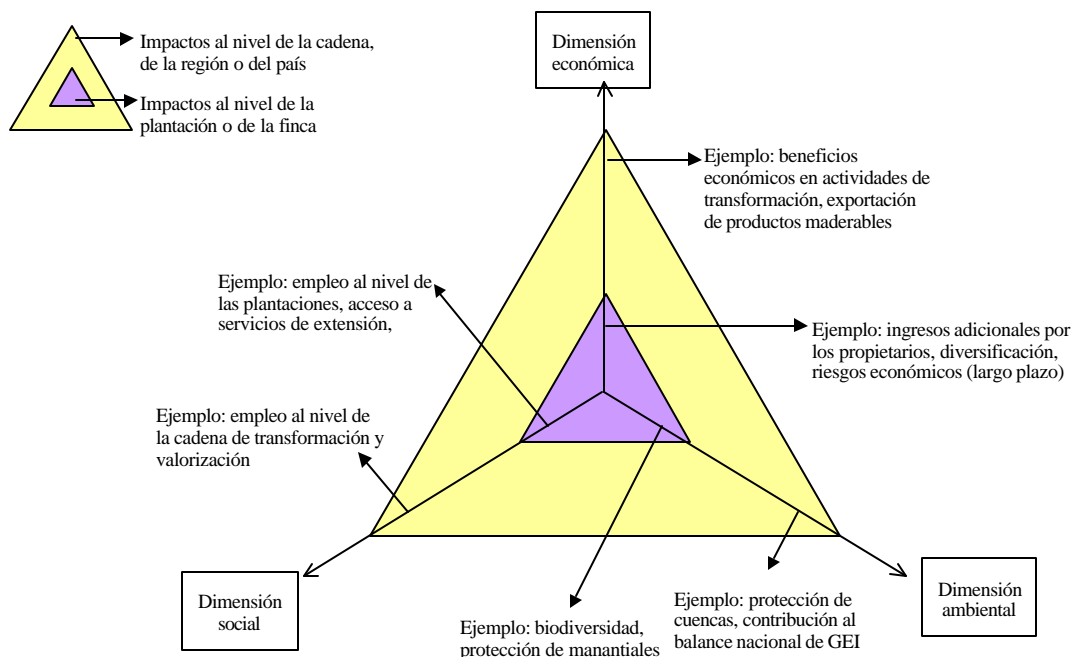 Impactos al nivel de la cadena,
de la región o del país
Impactos al nivel de la
plantación o de la finca
Dimensión
económica
Ejemplo: beneficios
económicos en actividades de
transformación, exportación
de productos maderables
Ejemplo: empleo al nivel de
las plantaciones, acceso a
servicios de extensión,
Ejemplo: ingresos adicionales por
los propietarios, diversificación,
riesgos económicos (largo plazo)
Ejemplo: empleo al nivel de
la cadena de transformación y
valorización
Dimensión
social
Ejemplo: biodiversidad,
protección de manantiales
Ejemplo: protección de
cuencas, contribución al
balance nacional de GEI
Dimensión
ambiental